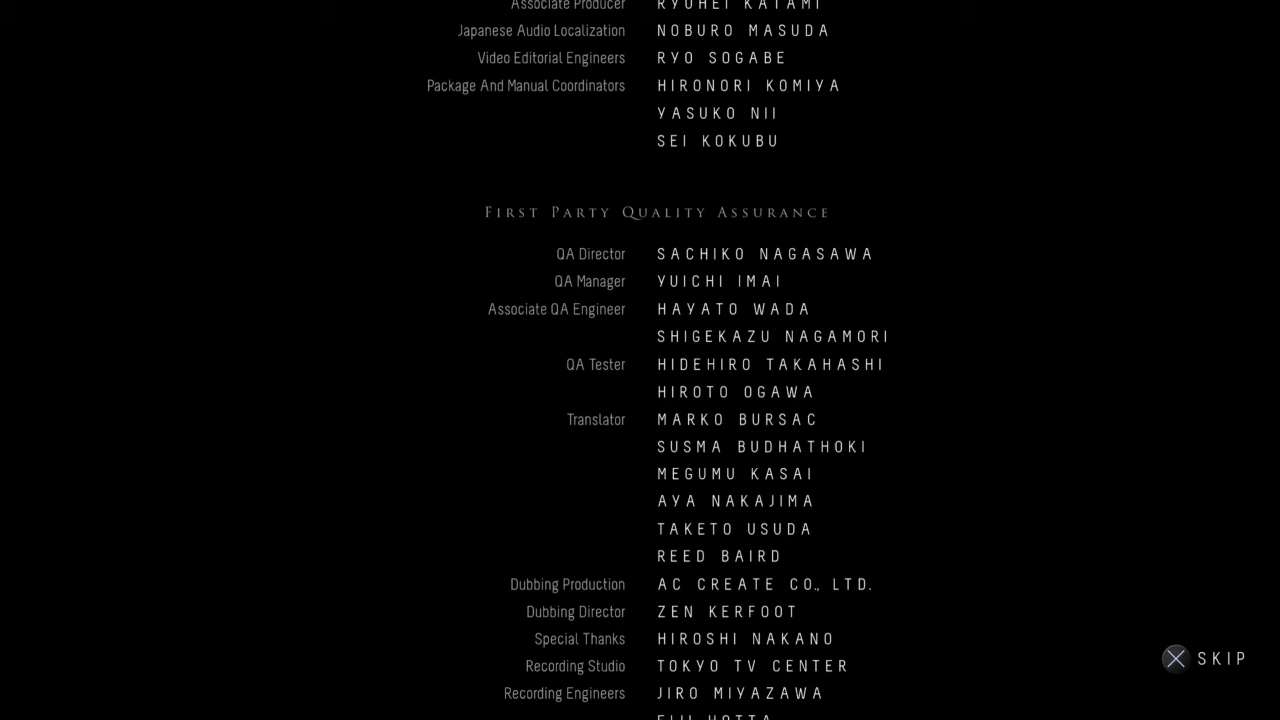 Associate Producer RYOHEI KATAMI
Japanese Audio Localization NOBURO MASUDA
Video Editorial Engineers RYO SOGABE
Package And Manual Coordinators HIRONORI KOMIYA
YASUKO NII
SEI KOKUBU
FIRST PARTY QUALITY ASSURANCE
QA Director SACHIKO NAGASAWA
QA Manager YUICHI IMAI
Associate QA Engineer HAYATO WADA
SHIGEKAZU NAGAMORI
QA Tester HIDEHIRO TAKAHASHI
HIROTO OGAWA
Translator MARKO BURSAC
SUSMA BUDHATHOKI
MEGUMU KASAI
AYA NAKAJIMA
TAKETO USUDA
REED BAIRD
Dubbing Production AC CREATE CO., LTD.
Dubbing Director ZEN KERFOOT
Special Thanks HIROSHI NAKANO
SKIP
Recording Studio TOKYO TV CENTER
Recording Engineers JIRO MIYAZAWA